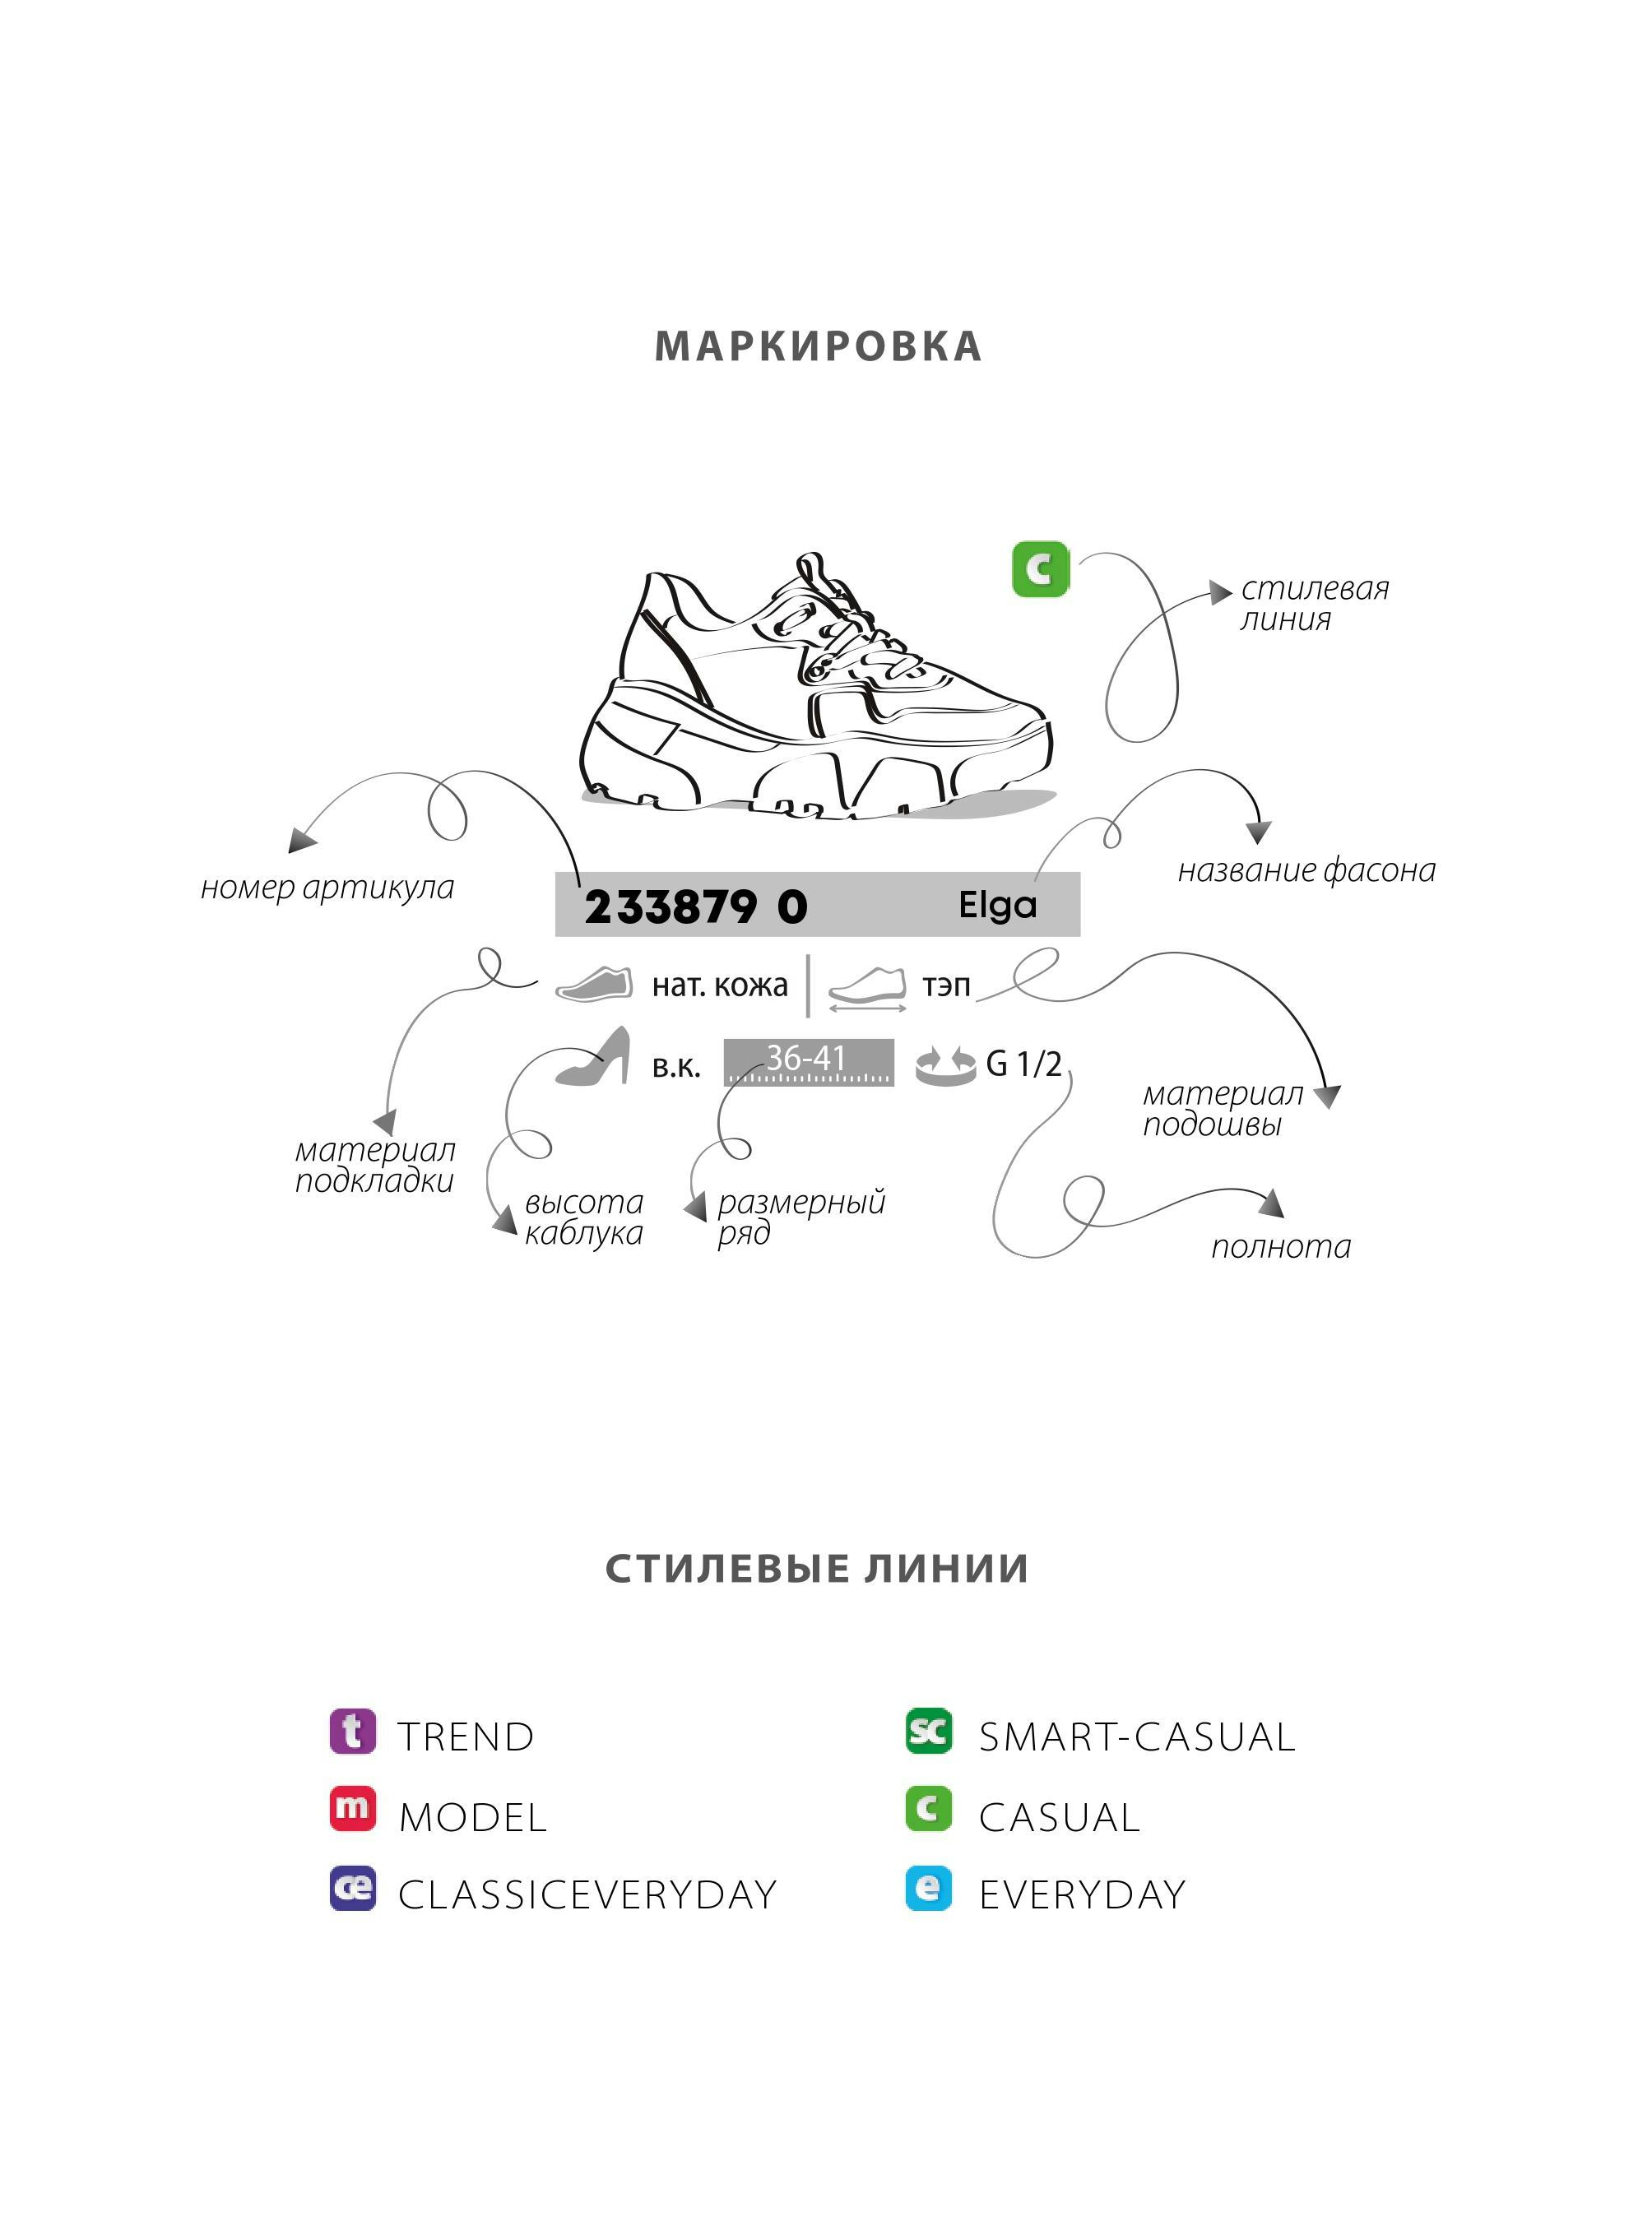 МАРКИРОВКА
c
стилевая
линия
номер артикула
название фасона
233879 0 Elga
нат. кожа тэп
в.к. 36-41 G 1/2
материал
подошвы
материал
подкладки
высота
каблука
размерный
ряд
полнота
СТИЛЕВЫЕ ЛИНИИ
t TREND
sc SMART-CASUAL
m MODEL
c CASUAL
ce CLASSICEVERYDAY
e EVERYDAY